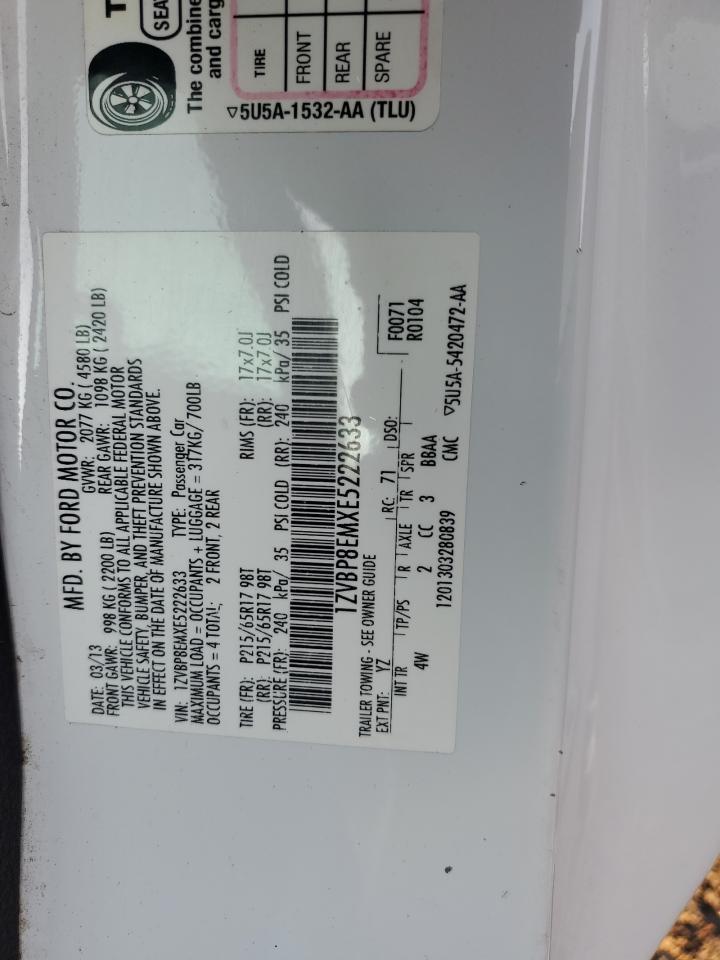 MFD. BY FORD MOTOR CO.
DATE: 03/13 GVWR: 2077 KG ( 4580 LB)
FRONT GAWR: 998 KG ( 2200 LB) REAR GAWR: 1098 KG ( 2420 LB)
THIS VEHICLE CONFORMS TO ALL APPLICABLE FEDERAL MOTOR
VEHICLE SAFETY, BUMPER, AND THEFT PREVENTION STANDARDS
IN EFFECT ON THE DATE OF MANUFACTURE SHOWN ABOVE.
VIN: 1ZVBP8EMXE5222633 TYPE: Passenger Car
MAXIMUM LOAD = OCCUPANTS + LUGGAGE = 317KG/700LB
OCCUPANTS = 4 TOTAL; 2 FRONT, 2 REAR
TIRE (FR): P215/65R17 98T RIMS (FR): 17x7.0J
(RR): P215/65R17 98T (RR): 17x7.0J
PRESSURE (FR): 240 kPa/ 35 PSI COLD (RR): 240 kPa/ 35 PSI COLD
1ZVBP8EMXE5222633
TRAILER TOWING - SEE OWNER GUIDE
EXT PNT: YZ RC: 71 DSO: F0071
INT TR TP/PS R AXLE TR SPR R0104
4W 2 CC 3 BBAA
1201303280839 CMC ▽5U5A-5420472-AA
SEAT
The combine
and carg
TIRE
FRONT
REAR
SPARE
▽5U5A-1532-AA (TLU)